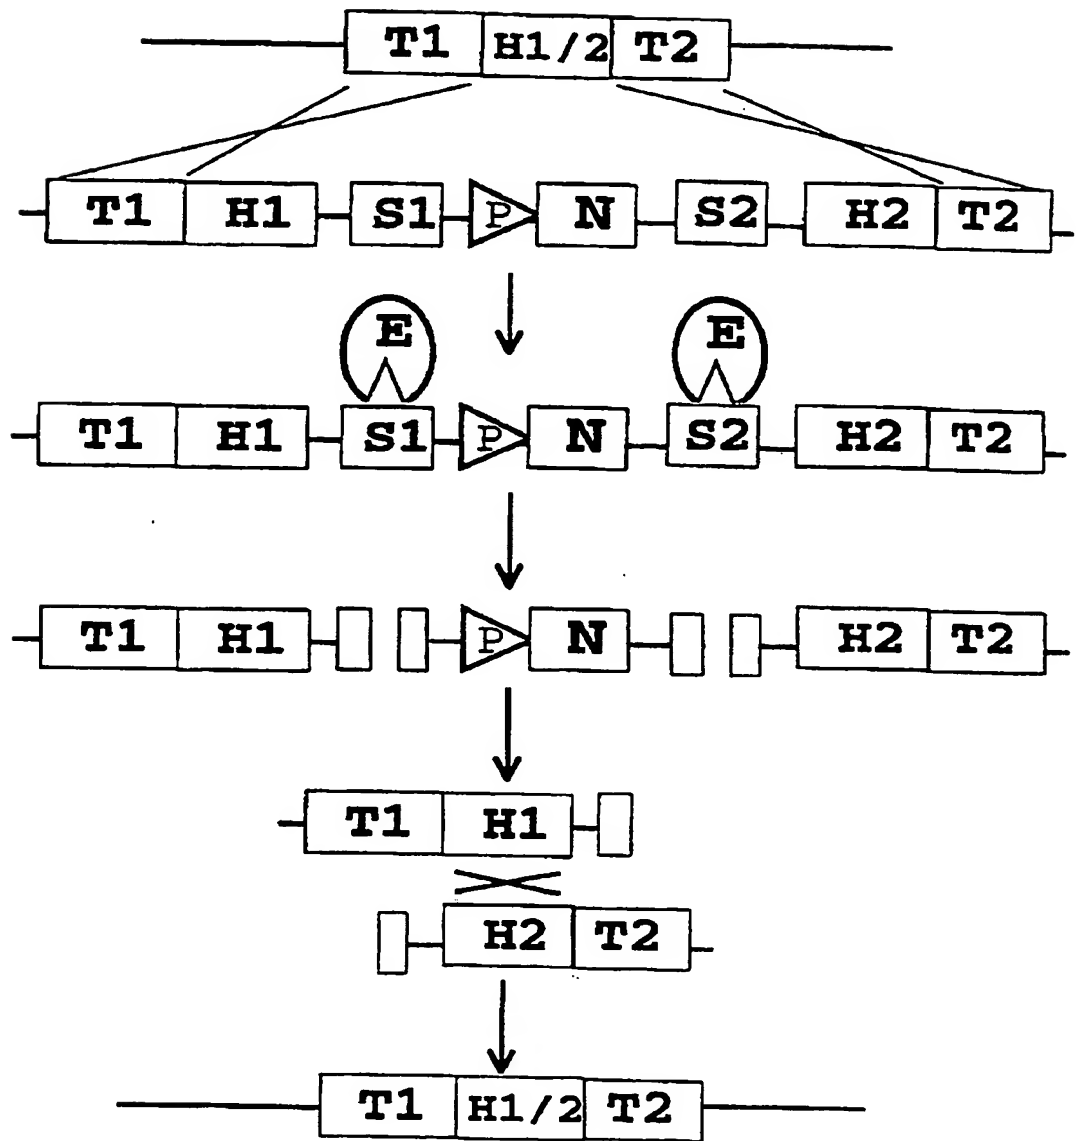 T1 H1/2 T2
T1 H1 S1 P N S2 H2 T2
E E
T1 H1 S1 P N S2 H2 T2
T1 H1 P N H2 T2
T1 H1
H2 T2
T1 H1/2 T2